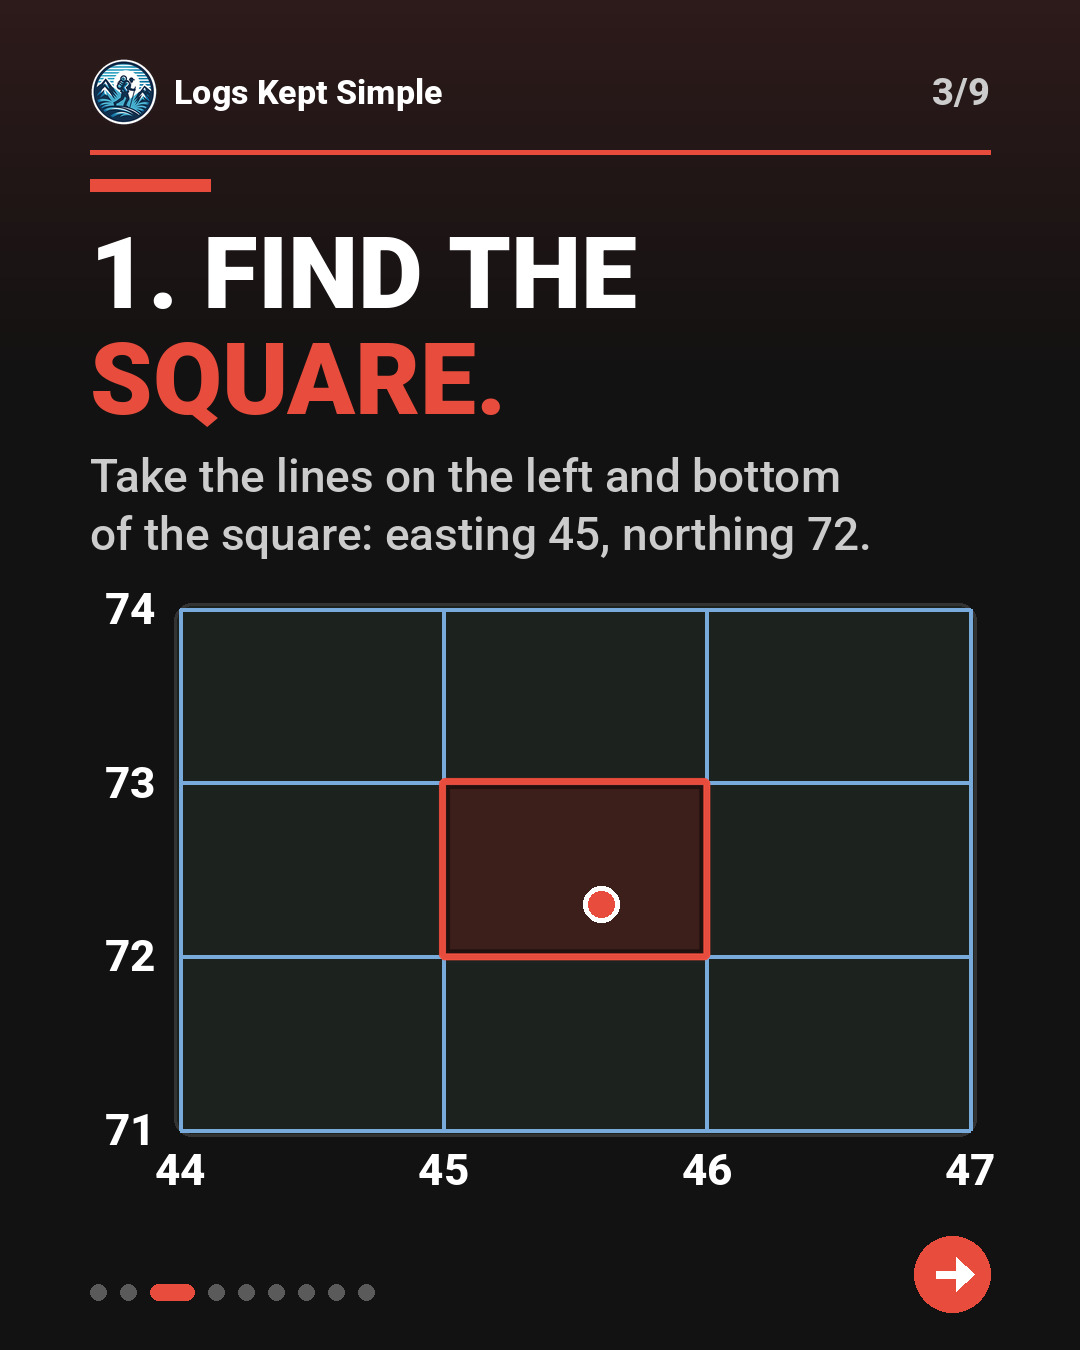 Logs Kept Simple
3/9
1. FIND THE
SQUARE.
Take the lines on the left and bottom
of the square: easting 45, northing 72.
74
73
72
71
44 45 46 47